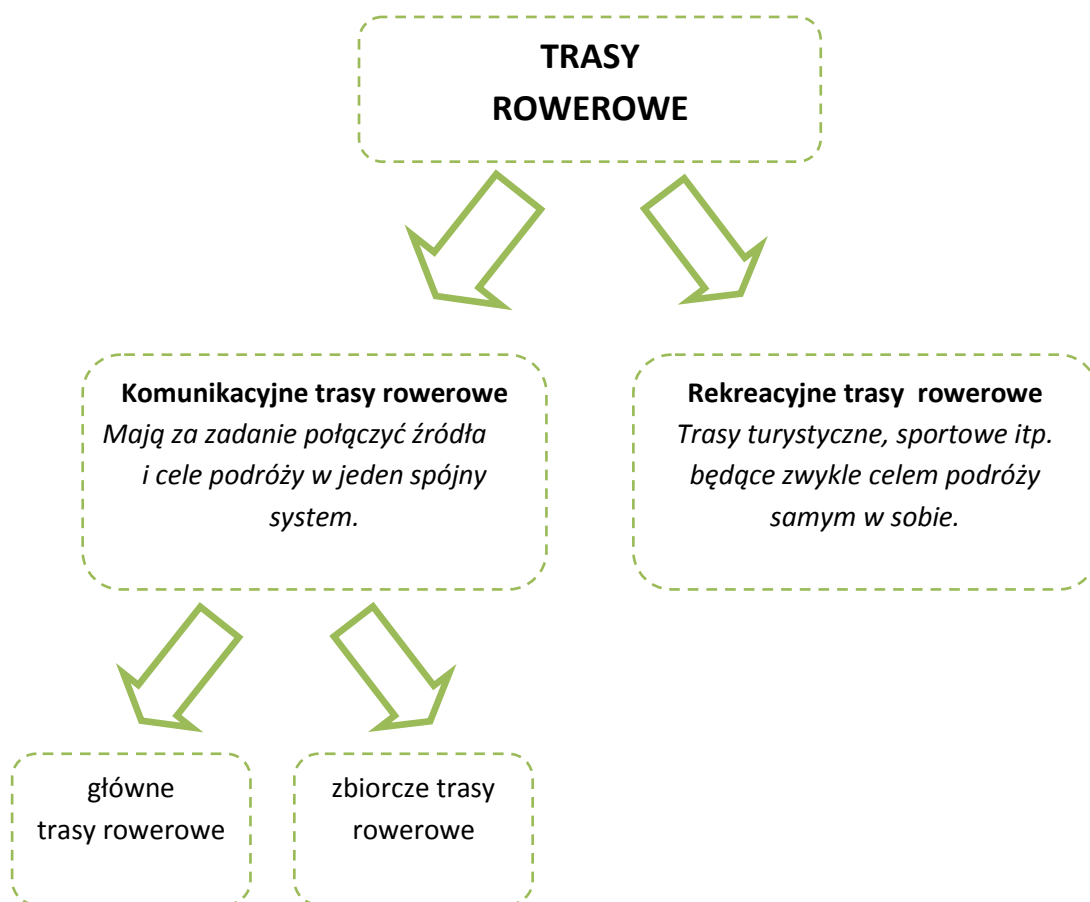 TRASY
ROWEROWE
Komunikacyjne trasy rowerowe
Mają za zadanie połączyć źródła
i cele podróży w jeden spójny
system.
Rekreacyjne trasy rowerowe
Trasy turystyczne, sportowe itp.
będące zwykle celem podróży
samym w sobie.
główne
trasy rowerowe
zbiorcze trasy
rowerowe